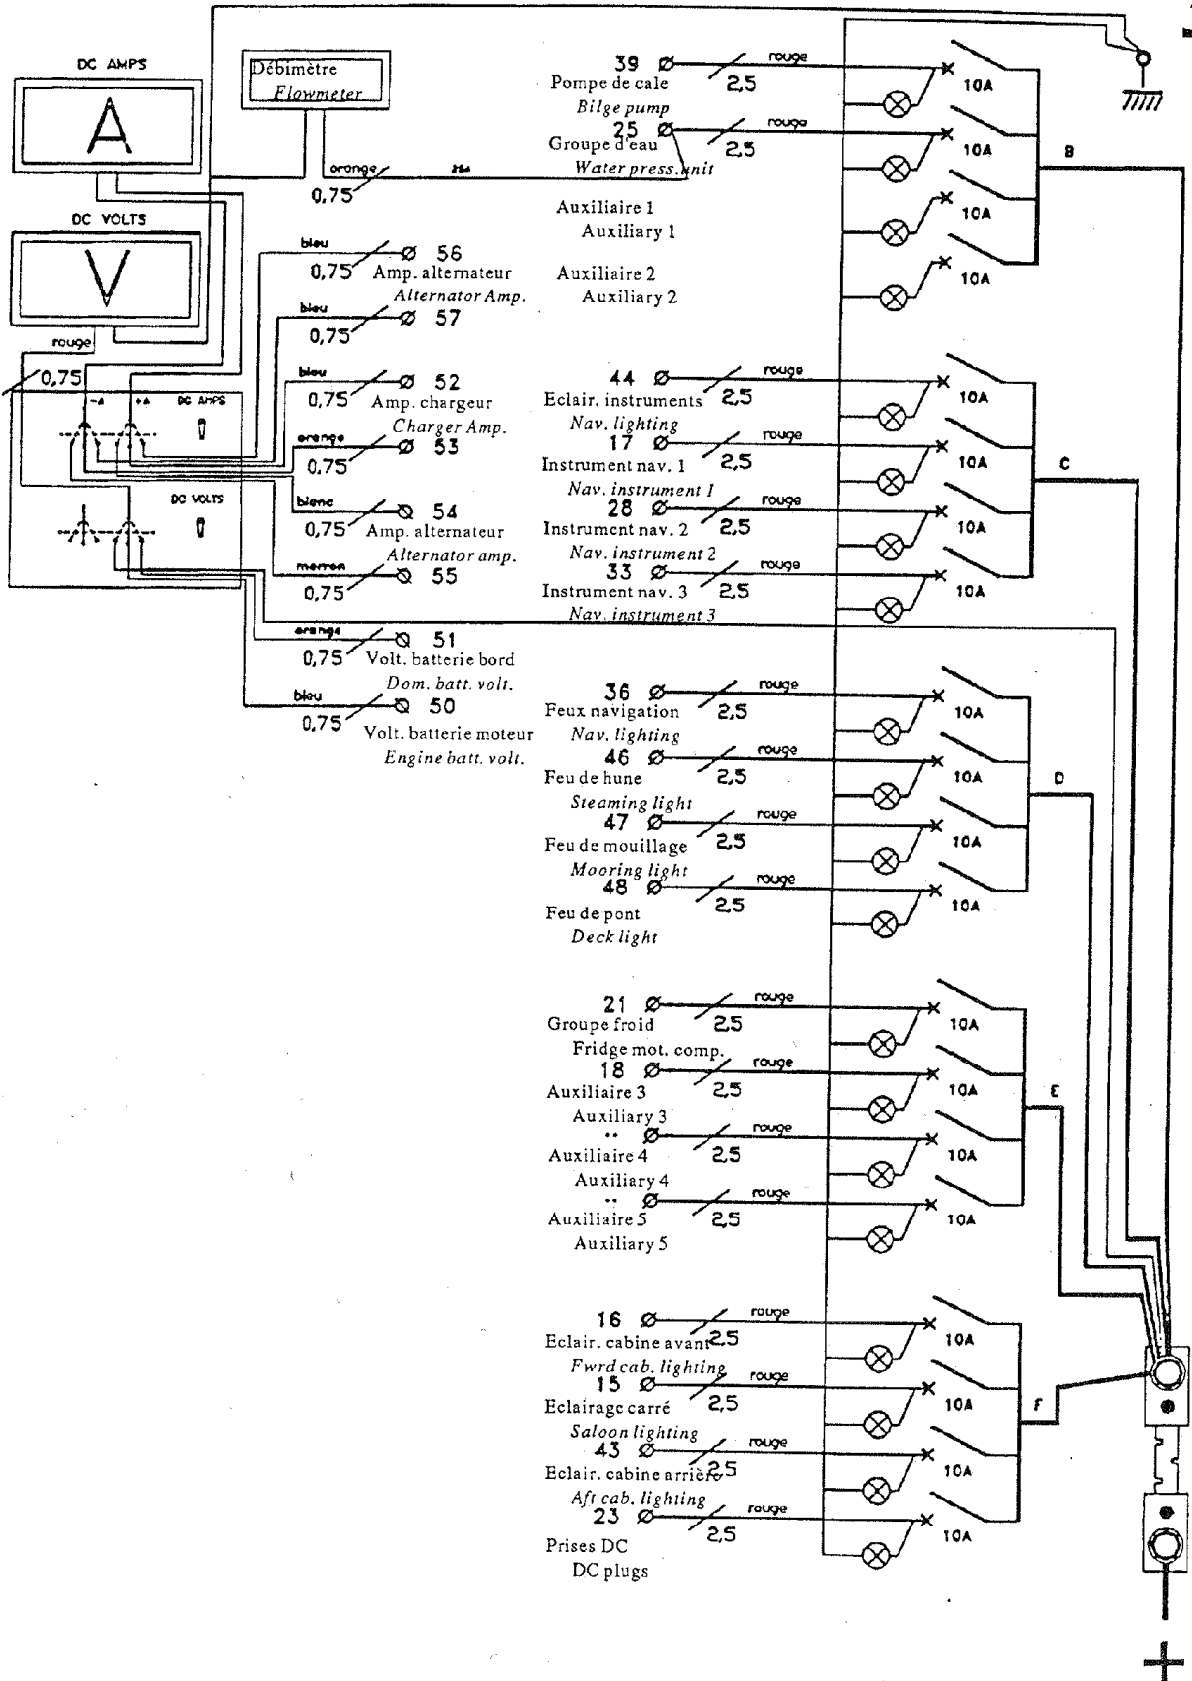 DC AMPS
A
Débimètre
Flowmeter
orange
0,75
DC VOLTS
V
rouge
0,75
-A
+A
DC AMPS
DC VOLTS
bleu
0,75
56
Amp. alternateur
Alternator Amp.
bleu
0,75
57
bleu
0,75
52
Amp. chargeur
Charger Amp.
orange
0,75
53
blanc
0,75
54
Amp. alternateur
Alternator amp.
marron
0,75
55
orange
0,75
51
Volt. batterie bord
Dom. batt. volt.
bleu
0,75
50
Volt. batterie moteur
Engine batt. volt.
39
rouge
2,5
10A
Pompe de cale
Bilge pump
25
rouge
2,5
10A
Groupe d'eau
Water press. unit
B
Auxiliaire 1
Auxiliary 1
10A
Auxiliaire 2
Auxiliary 2
10A
44
rouge
2,5
10A
Eclair. instruments
Nav. lighting
17
rouge
2,5
10A
Instrument nav. 1
Nav. instrument 1
C
28
rouge
2,5
10A
Instrument nav. 2
Nav. instrument 2
33
rouge
2,5
10A
Instrument nav. 3
Nav. instrument 3
36
rouge
2,5
10A
Feux navigation
Nav. lighting
46
rouge
2,5
10A
Feu de hune
Steaming light
D
47
rouge
2,5
10A
Feu de mouillage
Mooring light
48
rouge
2,5
10A
Feu de pont
Deck light
21
rouge
2,5
10A
Groupe froid
Fridge mot. comp.
18
rouge
2,5
10A
Auxiliaire 3
Auxiliary 3
E
rouge
2,5
10A
Auxiliaire 4
Auxiliary 4
rouge
2,5
10A
Auxiliaire 5
Auxiliary 5
16
rouge
2,5
10A
Eclair. cabine avant
Fwrd cab. lighting
15
rouge
2,5
10A
Eclairage carré
Saloon lighting
F
43
rouge
2,5
10A
Eclair. cabine arrière
Aft cab. lighting
23
rouge
2,5
10A
Prises DC
DC plugs
+